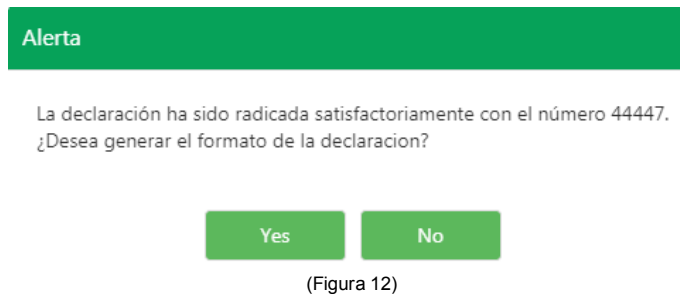 Alerta
La declaración ha sido radicada satisfactoriamente con el número 44447.
¿Desea generar el formato de la declaracion?
Yes No
(Figura 12)